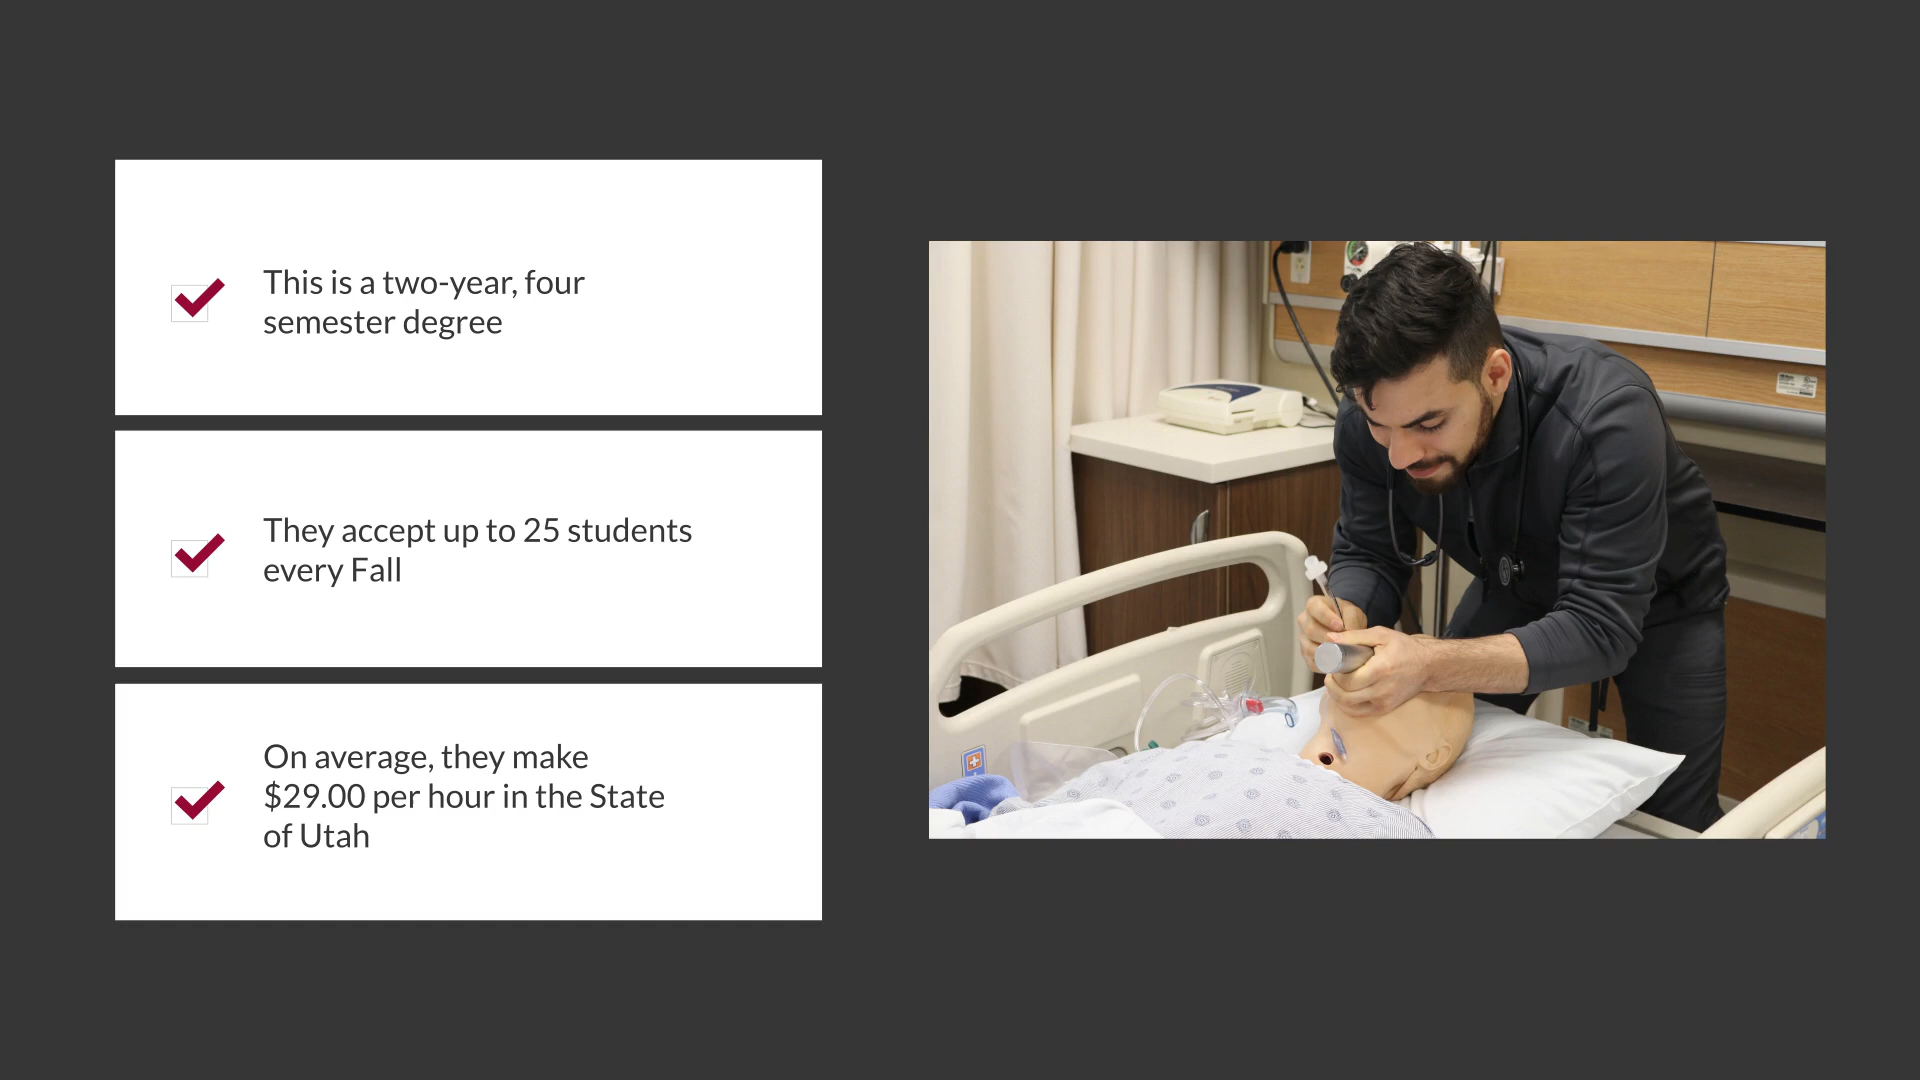 This is a two-year, four
semester degree
They accept up to 25 students
every Fall
On average, they make
$29.00 per hour in the State
of Utah